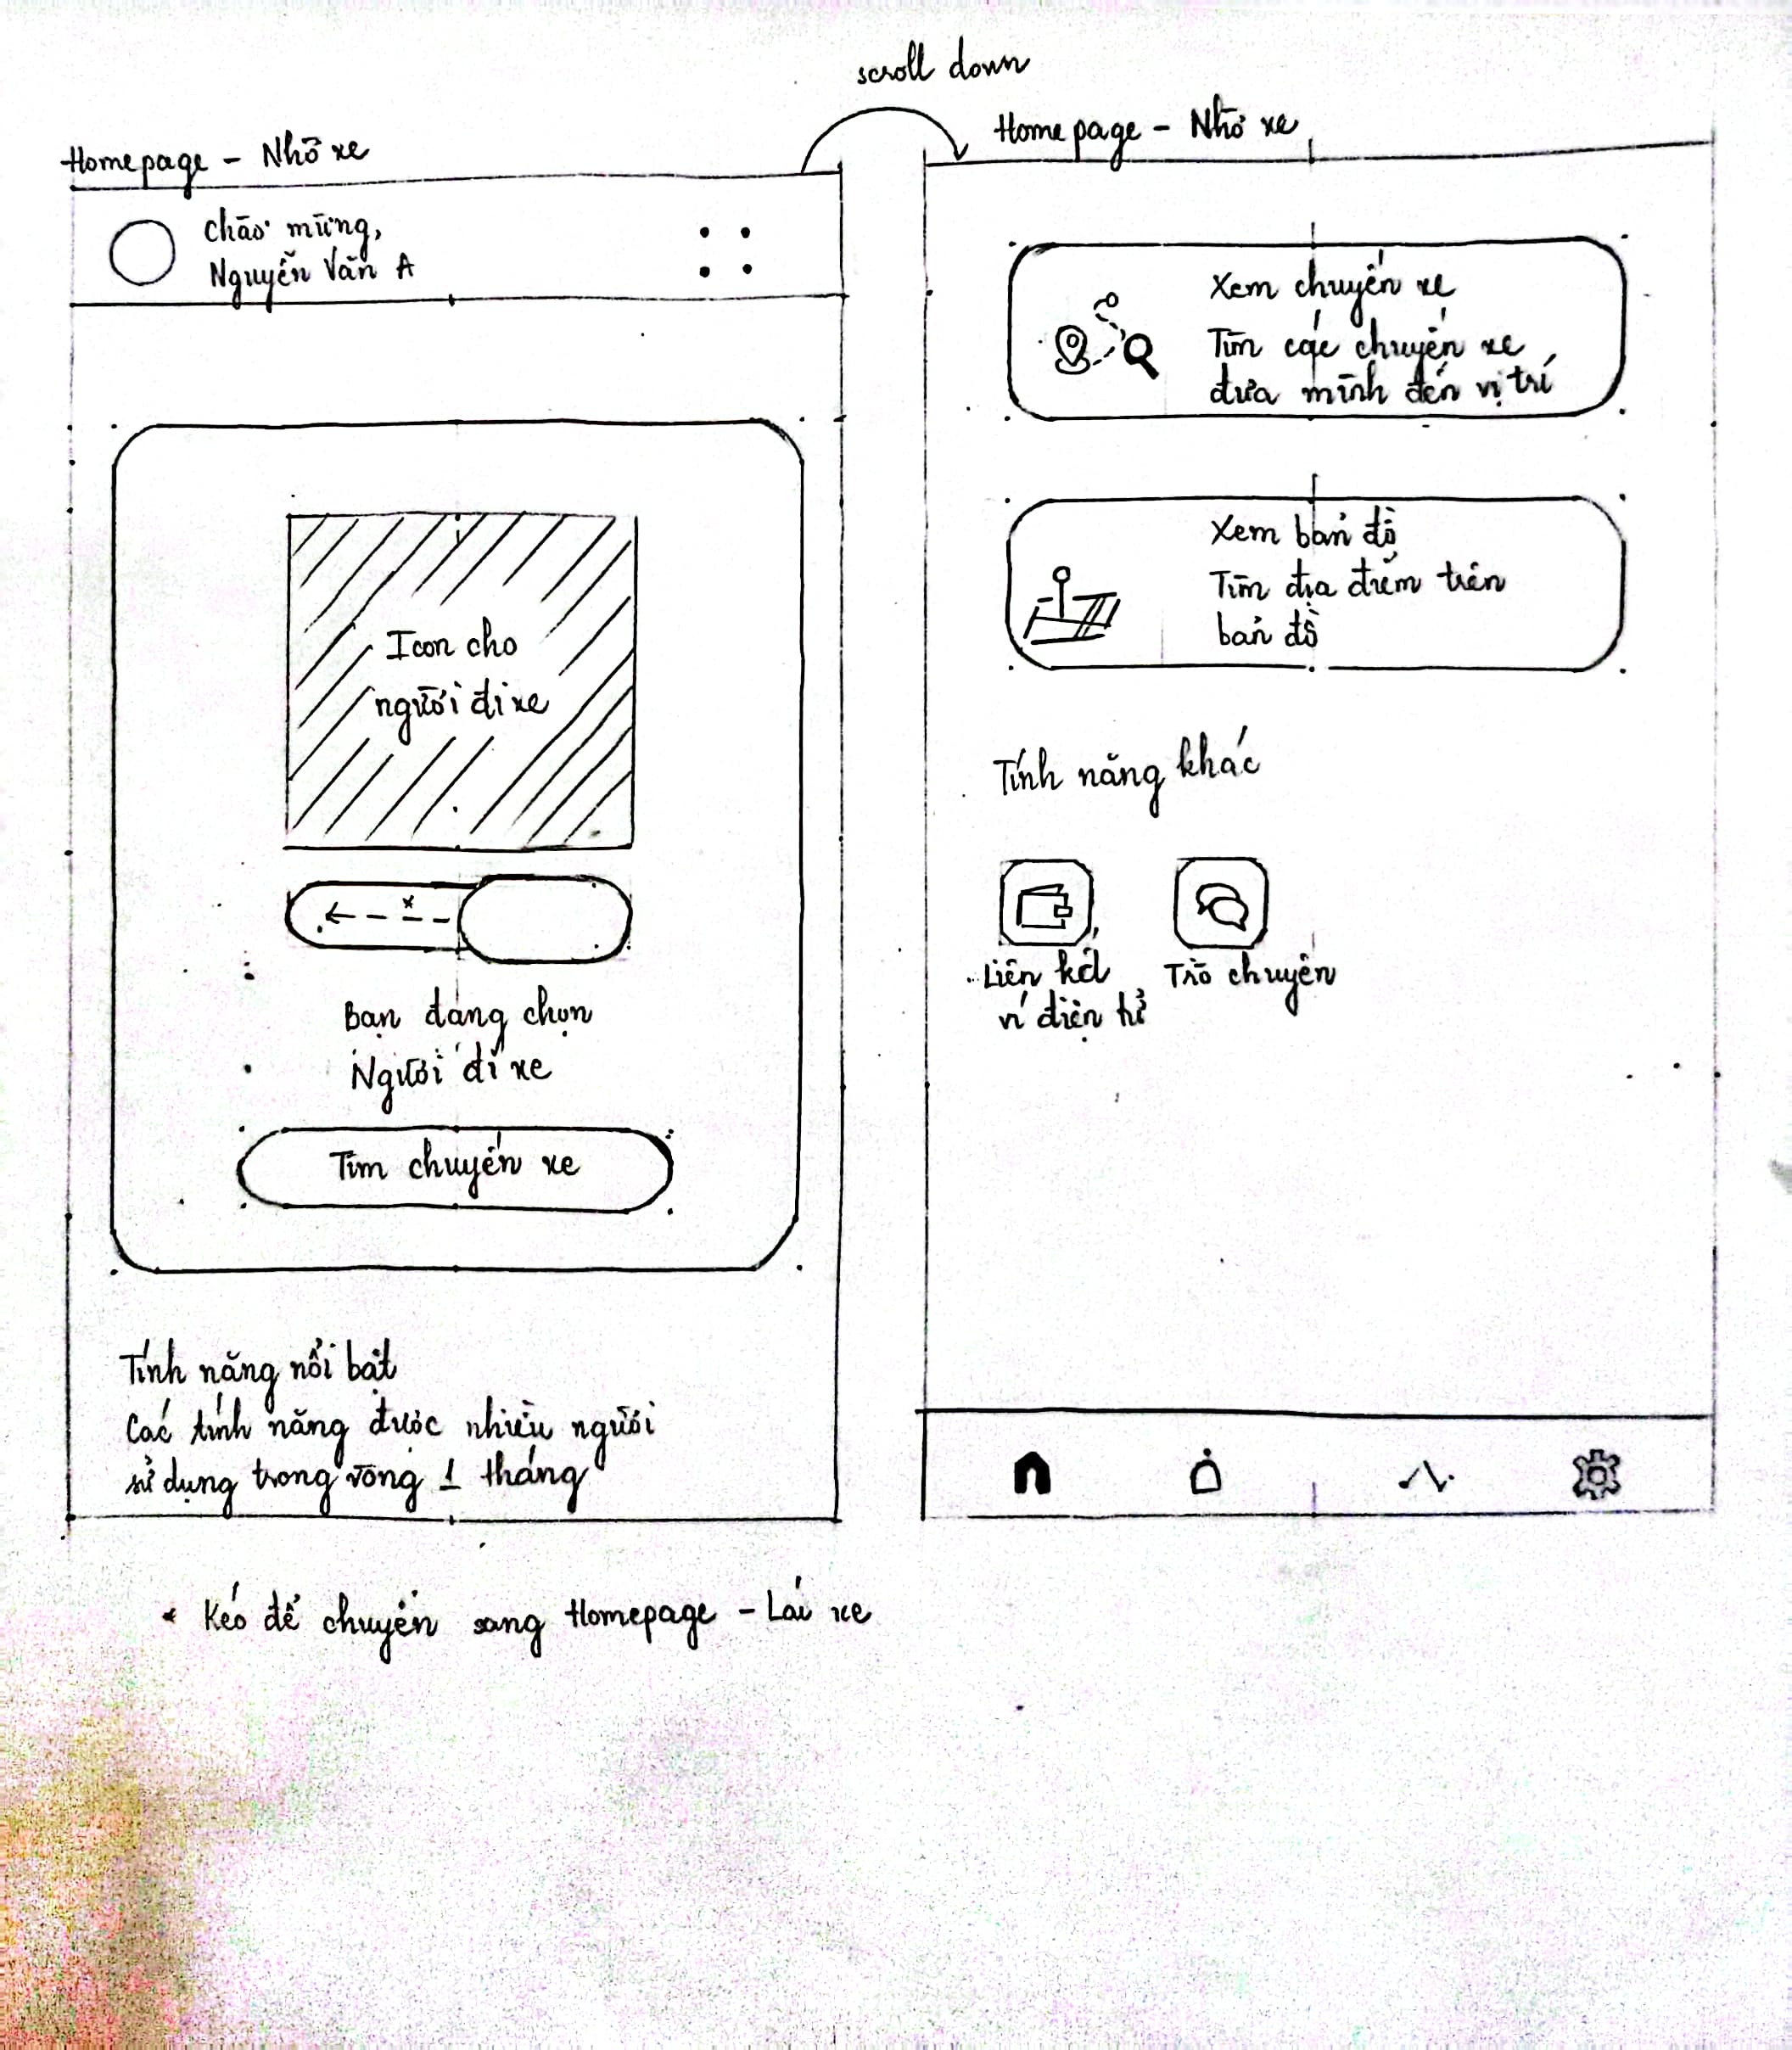 scroll down
Homepage - Nhờ xe
Chào mừng,
Nguyễn Văn A
Icon cho
người đi xe
*
Bạn đang chọn
Người đi xe
Tìm chuyến xe
Tính năng nổi bật
Các tính năng được nhiều người
sử dụng trong vòng 1 tháng
* Kéo để chuyển sang Homepage - Lái xe
Homepage - Nhờ xe
Xem chuyến xe
Tìm các chuyến xe
đưa mình đến vị trí
Xem bản đồ
Tìm địa điểm trên
bản đồ
Tính năng khác
Liên kết
ví điện tử
Trò chuyện